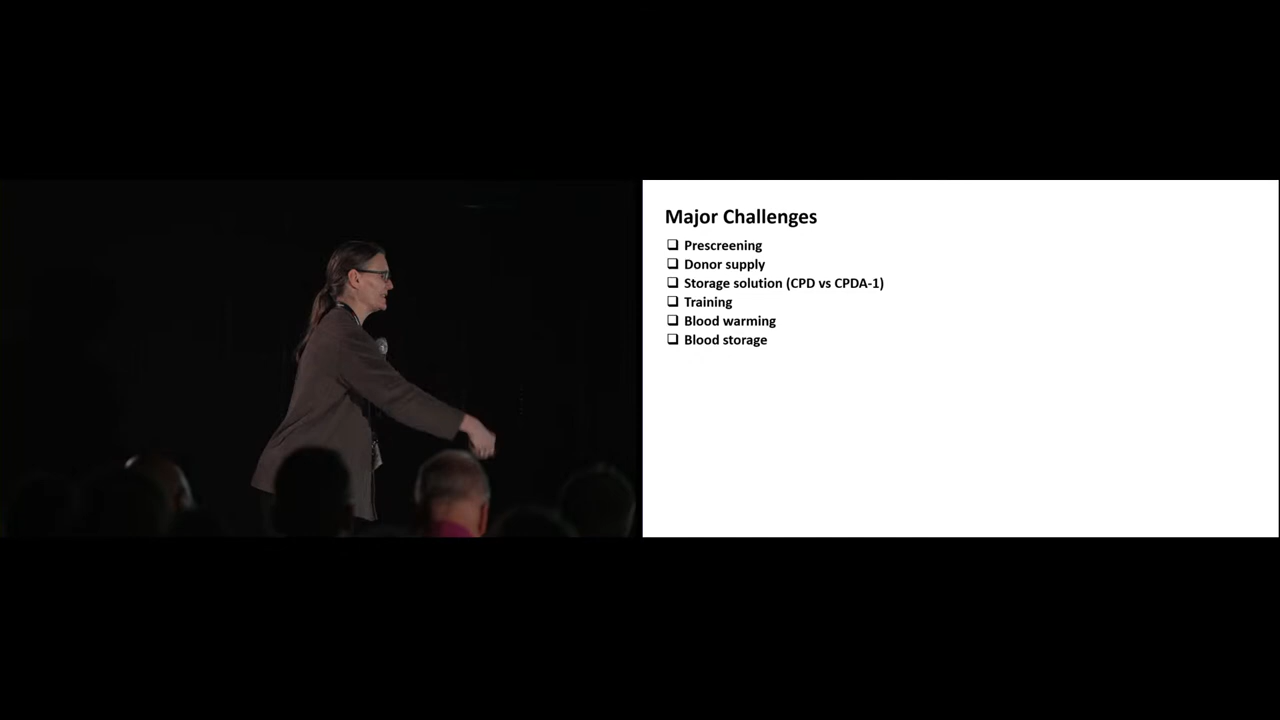 Major Challenges
❑ Prescreening
❑ Donor supply
❑ Storage solution (CPD vs CPDA-1)
❑ Training
❑ Blood warming
❑ Blood storage